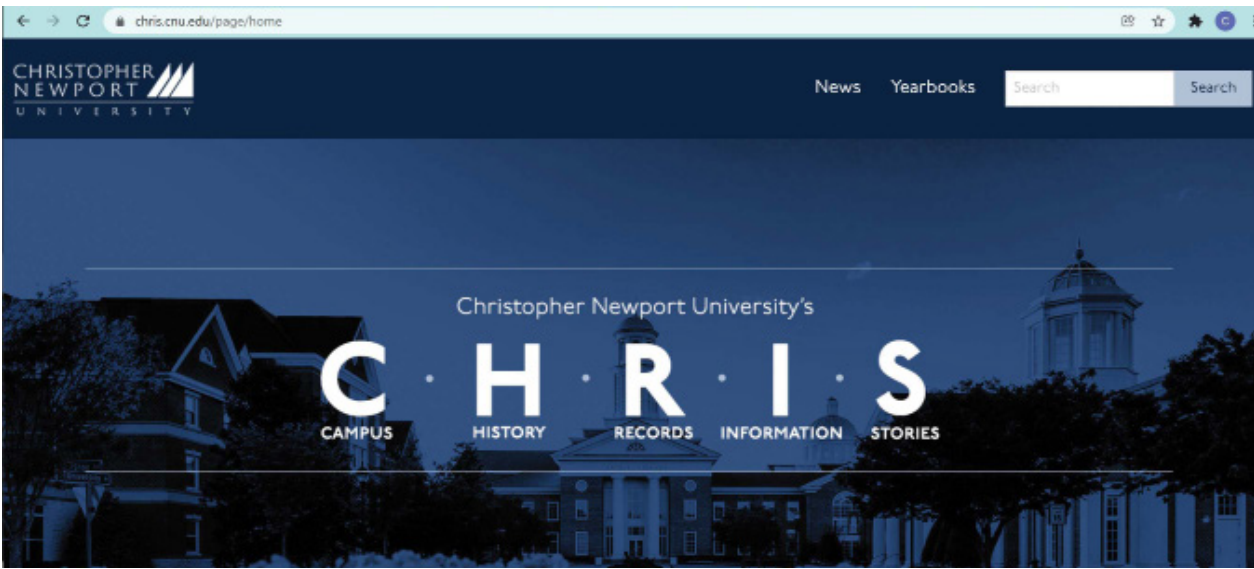 chris.cnu.edu/page/home
C
CHRISTOPHER
NEWPORT
UNIVERSITY
News Yearbooks Search Search
Christopher Newport University's
C · H · R · I · S
CAMPUS HISTORY RECORDS INFORMATION STORIES